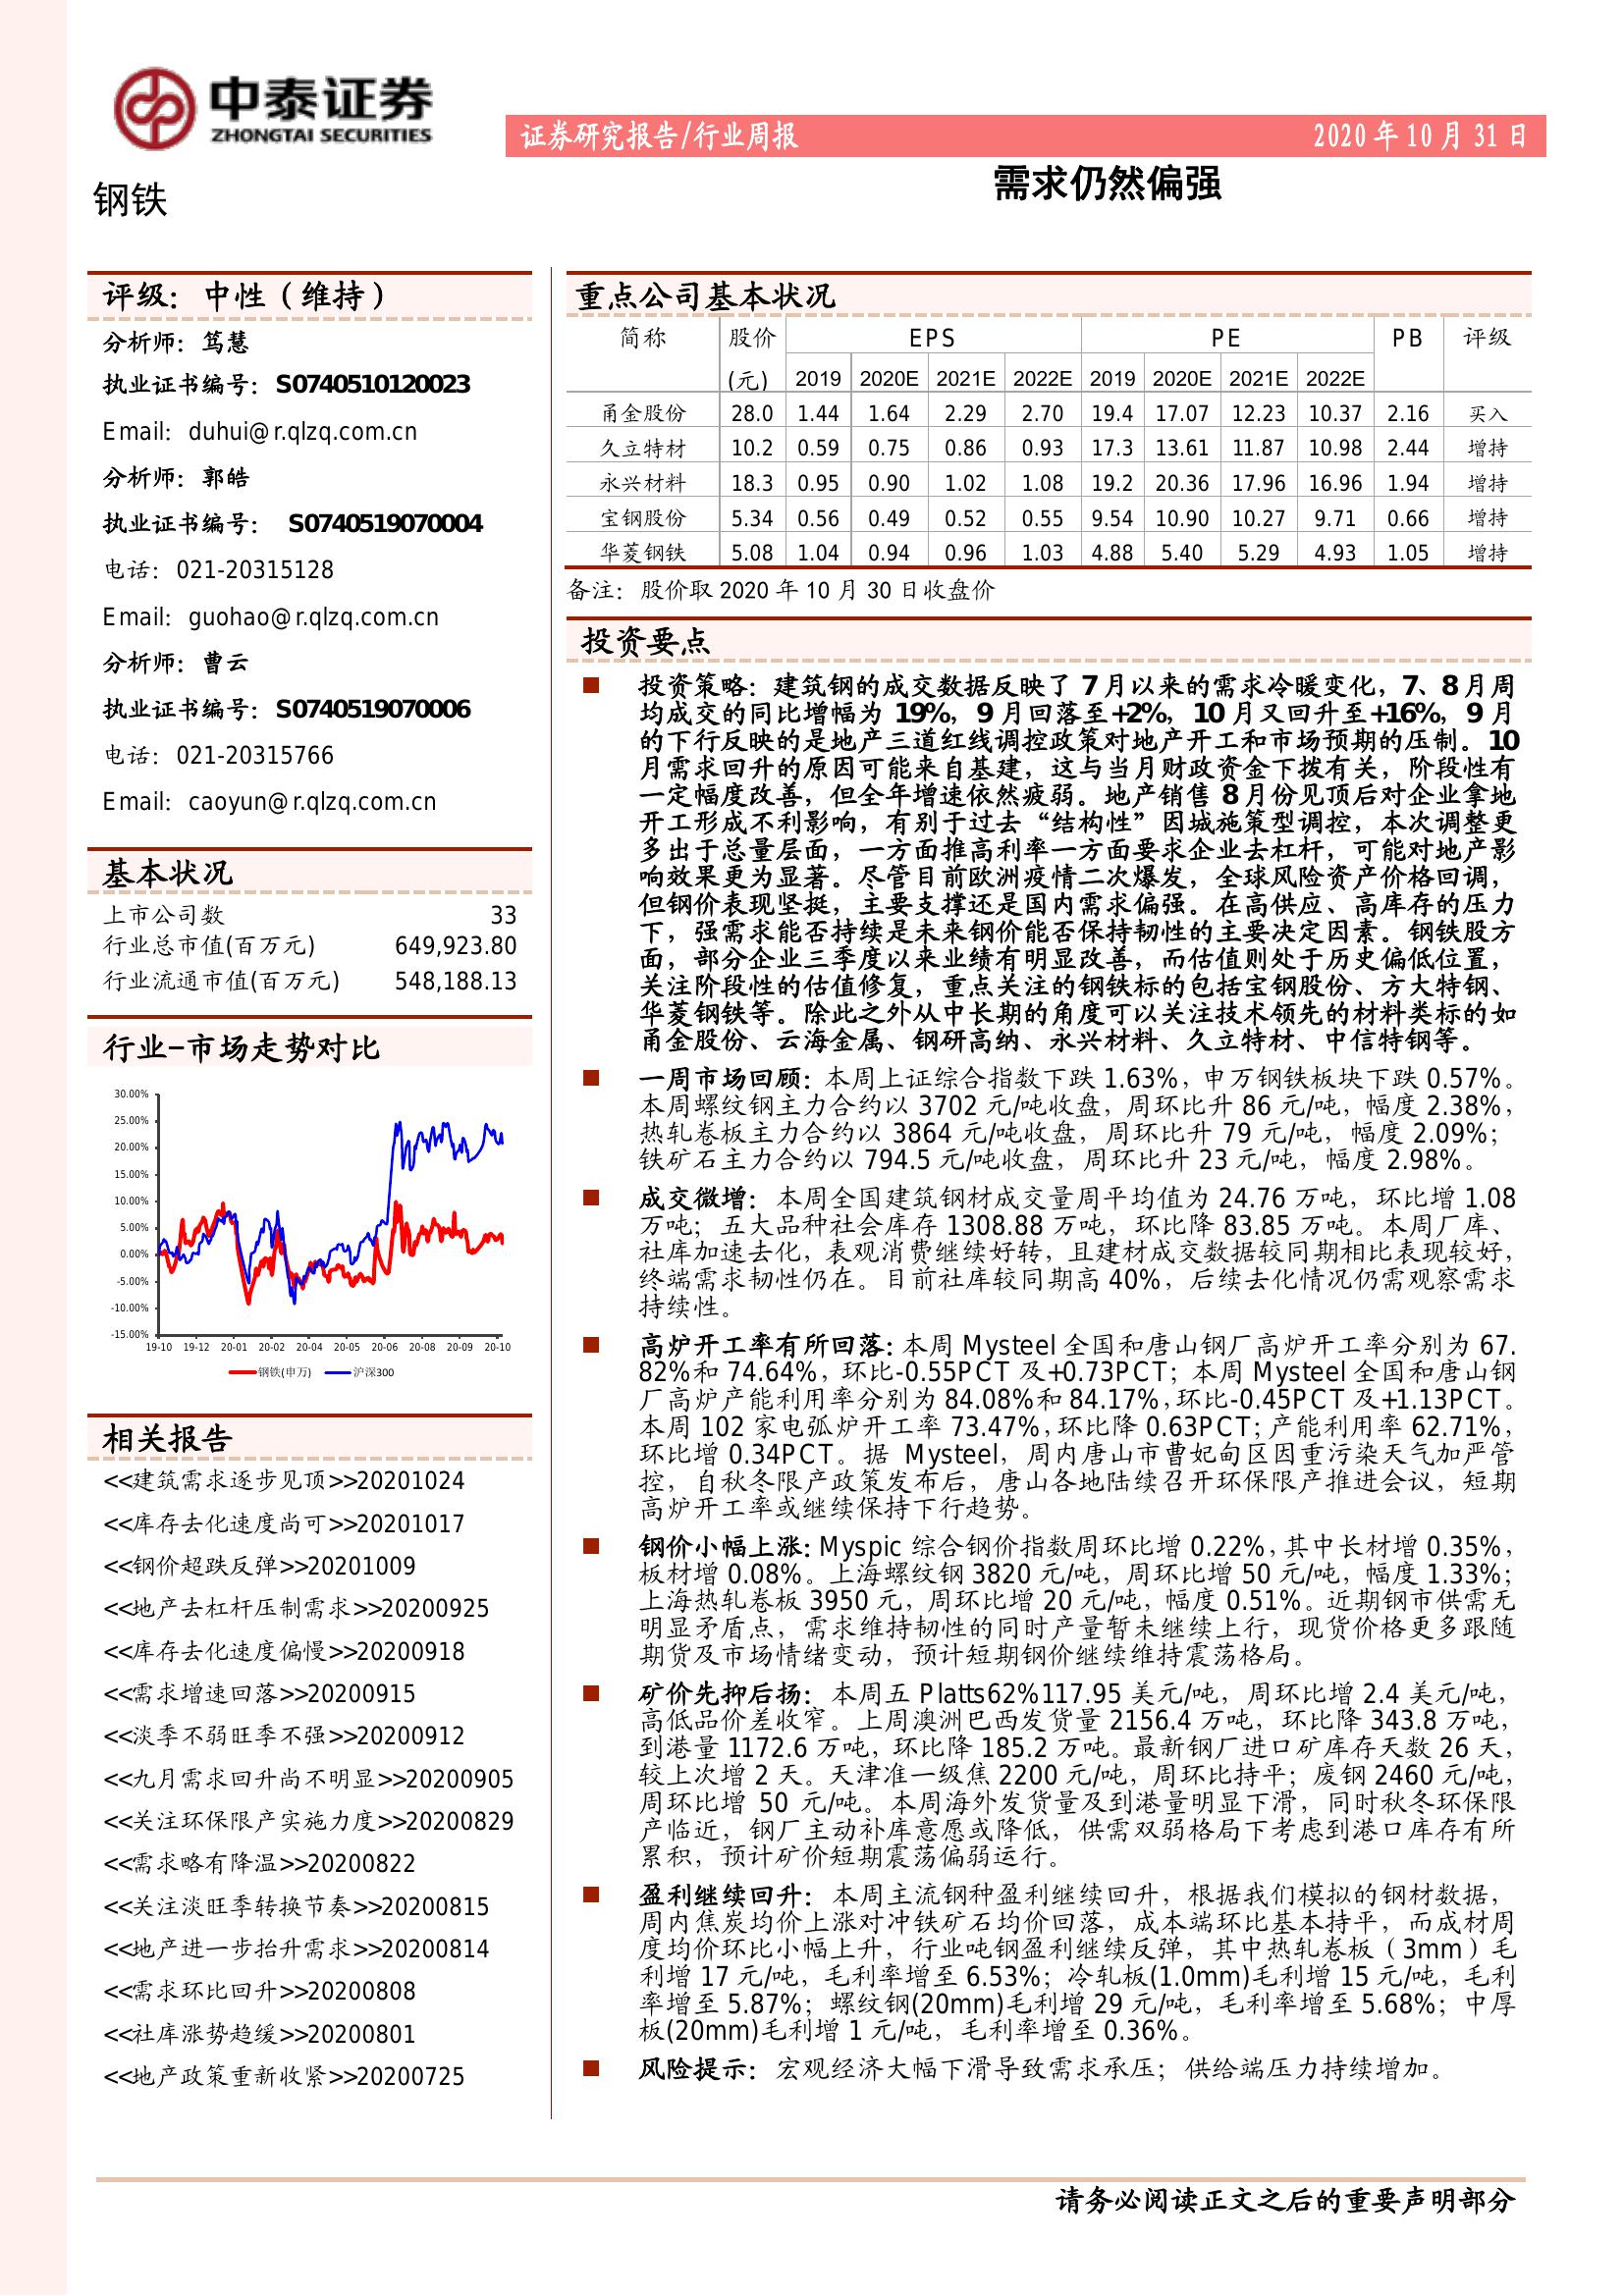 中泰证券
ZHONGTAI SECURITIES
证券研究报告/行业周报 2020 年 10 月 31 日
钢铁
需求仍然偏强
评级：中性（维持）
分析师：笃慧
执业证书编号：S0740510120023
Email：duhui@r.qlzq.com.cn
分析师：郭皓
执业证书编号： S0740519070004
电话：021-20315128
Email：guohao@r.qlzq.com.cn
分析师：曹云
执业证书编号：S0740519070006
电话：021-20315766
Email：caoyun@r.qlzq.com.cn
基本状况
上市公司数 33
行业总市值(百万元) 649,923.80
行业流通市值(百万元) 548,188.13
行业-市场走势对比
30.00%
25.00%
20.00%
15.00%
10.00%
5.00%
0.00%
-5.00%
-10.00%
-15.00%
19-10 19-12 20-01 20-02 20-04 20-05 20-06 20-08 20-09 20-10
钢铁(申万) 沪深300
相关报告
<<建筑需求逐步见顶>>20201024
<<库存去化速度尚可>>20201017
<<钢价超跌反弹>>20201009
<<地产去杠杆压制需求>>20200925
<<库存去化速度偏慢>>20200918
<<需求增速回落>>20200915
<<淡季不弱旺季不强>>20200912
<<九月需求回升尚不明显>>20200905
<<关注环保限产实施力度>>20200829
<<需求略有降温>>20200822
<<关注淡旺季转换节奏>>20200815
<<地产进一步抬升需求>>20200814
<<需求环比回升>>20200808
<<社库涨势趋缓>>20200801
<<地产政策重新收紧>>20200725
重点公司基本状况
简称 股价 EPS PE PB 评级
(元) 2019 2020E 2021E 2022E 2019 2020E 2021E 2022E
甬金股份 28.0 1.44 1.64 2.29 2.70 19.4 17.07 12.23 10.37 2.16 买入
久立特材 10.2 0.59 0.75 0.86 0.93 17.3 13.61 11.87 10.98 2.44 增持
永兴材料 18.3 0.95 0.90 1.02 1.08 19.2 20.36 17.96 16.96 1.94 增持
宝钢股份 5.34 0.56 0.49 0.52 0.55 9.54 10.90 10.27 9.71 0.66 增持
华菱钢铁 5.08 1.04 0.94 0.96 1.03 4.88 5.40 5.29 4.93 1.05 增持
备注：股价取 2020 年 10 月 30 日收盘价
投资要点
■ 投资策略：建筑钢的成交数据反映了 7 月以来的需求冷暖变化，7、8 月周
均成交的同比增幅为 19%，9 月回落至+2%，10 月又回升至+16%，9 月
的下行反映的是地产三道红线调控政策对地产开工和市场预期的压制。10
月需求回升的原因可能来自基建，这与当月财政资金下拨有关，阶段性有
一定幅度改善，但全年增速依然疲弱。地产销售 8 月份见顶后对企业拿地
开工形成不利影响，有别于过去“结构性”因城施策型调控，本次调整更
多出于总量层面，一方面推高利率一方面要求企业去杠杆，可能对地产影
响效果更为显著。尽管目前欧洲疫情二次爆发，全球风险资产价格回调，
但钢价表现坚挺，主要支撑还是国内需求偏强。在高供应、高库存的压力
下，强需求能否持续是未来钢价能否保持韧性的主要决定因素。钢铁股方
面，部分企业三季度以来业绩有明显改善，而估值则处于历史偏低位置，
关注阶段性的估值修复，重点关注的钢铁标的包括宝钢股份、方大特钢、
华菱钢铁等。除此之外从中长期的角度可以关注技术领先的材料类标的如
甬金股份、云海金属、钢研高纳、永兴材料、久立特材、中信特钢等。
■ 一周市场回顾：本周上证综合指数下跌 1.63%，申万钢铁板块下跌 0.57%。
本周螺纹钢主力合约以 3702 元/吨收盘，周环比升 86 元/吨，幅度 2.38%，
热轧卷板主力合约以 3864 元/吨收盘，周环比升 79 元/吨，幅度 2.09%；
铁矿石主力合约以 794.5 元/吨收盘，周环比升 23 元/吨，幅度 2.98%。
■ 成交微增：本周全国建筑钢材成交量周平均值为 24.76 万吨，环比增 1.08
万吨；五大品种社会库存 1308.88 万吨，环比降 83.85 万吨。本周厂库、
社库加速去化，表观消费继续好转，且建材成交数据较同期相比表现较好，
终端需求韧性仍在。目前社库较同期高 40%，后续去化情况仍需观察需求
持续性。
■ 高炉开工率有所回落：本周 Mysteel 全国和唐山钢厂高炉开工率分别为 67.
82%和 74.64%，环比-0.55PCT 及+0.73PCT；本周 Mysteel 全国和唐山钢
厂高炉产能利用率分别为 84.08%和 84.17%，环比-0.45PCT 及+1.13PCT。
本周 102 家电弧炉开工率 73.47%，环比降 0.63PCT；产能利用率 62.71%，
环比增 0.34PCT。据 Mysteel，周内唐山市曹妃甸区因重污染天气加严管
控，自秋冬限产政策发布后，唐山各地陆续召开环保限产推进会议，短期
高炉开工率或继续保持下行趋势。
■ 钢价小幅上涨：Myspic 综合钢价指数周环比增 0.22%，其中长材增 0.35%，
板材增 0.08%。上海螺纹钢 3820 元/吨，周环比增 50 元/吨，幅度 1.33%；
上海热轧卷板 3950 元，周环比增 20 元/吨，幅度 0.51%。近期钢市供需无
明显矛盾点，需求维持韧性的同时产量暂未继续上行，现货价格更多跟随
期货及市场情绪变动，预计短期钢价继续维持震荡格局。
■ 矿价先抑后扬：本周五 Platts62%117.95 美元/吨，周环比增 2.4 美元/吨，
高低品价差收窄。上周澳洲巴西发货量 2156.4 万吨，环比降 343.8 万吨，
到港量 1172.6 万吨，环比降 185.2 万吨。最新钢厂进口矿库存天数 26 天，
较上次增 2 天。天津准一级焦 2200 元/吨，周环比持平；废钢 2460 元/吨，
周环比增 50 元/吨。本周海外发货量及到港量明显下滑，同时秋冬环保限
产临近，钢厂主动补库意愿或降低，供需双弱格局下考虑到港口库存有所
累积，预计矿价短期震荡偏弱运行。
■ 盈利继续回升：本周主流钢种盈利继续回升，根据我们模拟的钢材数据，
周内焦炭均价上涨对冲铁矿石均价回落，成本端环比基本持平，而成材周
度均价环比小幅上升，行业吨钢盈利继续反弹，其中热轧卷板（3mm）毛
利增 17 元/吨，毛利率增至 6.53%；冷轧板(1.0mm)毛利增 15 元/吨，毛利
率增至 5.87%；螺纹钢(20mm)毛利增 29 元/吨，毛利率增至 5.68%；中厚
板(20mm)毛利增 1 元/吨，毛利率增至 0.36%。
■ 风险提示：宏观经济大幅下滑导致需求承压；供给端压力持续增加。
请务必阅读正文之后的重要声明部分